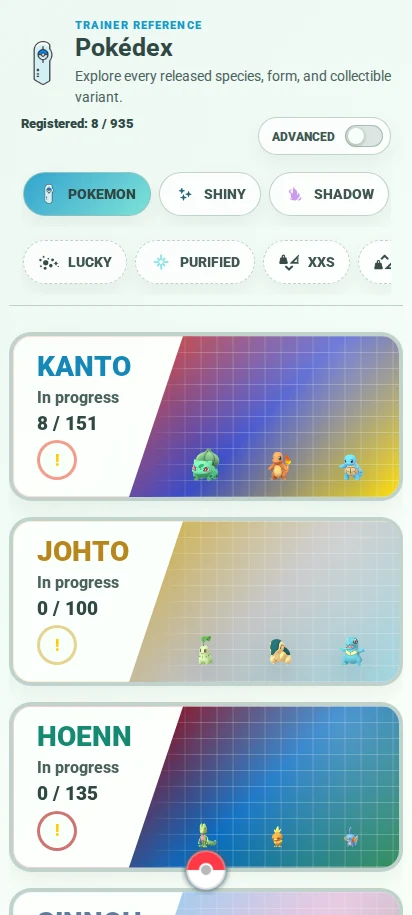 TRAINER REFERENCE
Pokédex
Explore every released species, form, and collectible
variant.
Registered: 8 / 935
ADVANCED
POKEMON
SHINY
SHADOW
LUCKY
PURIFIED
XXS
KANTO
In progress
8 / 151
!
JOHTO
In progress
0 / 100
!
HOENN
In progress
0 / 135
!
SINNOH